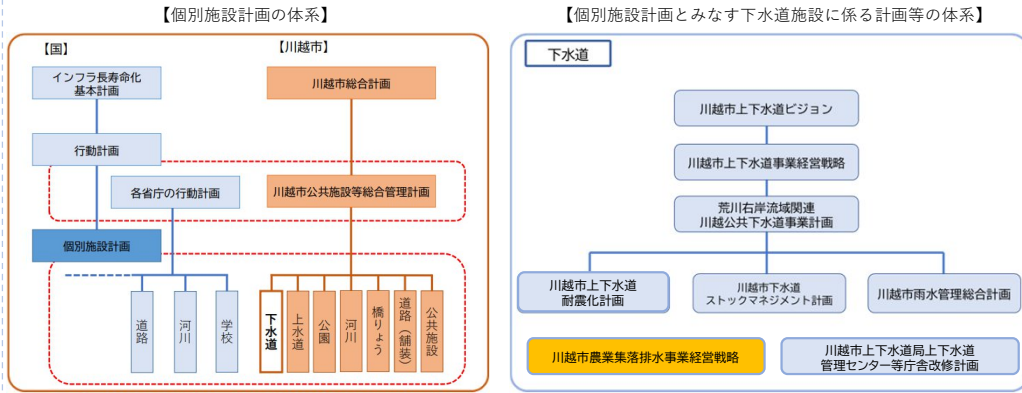 【個別施設計画の体系】
【国】
【川越市】
インフラ長寿命化
基本計画
川越市総合計画
行動計画
各省庁の行動計画
川越市公共施設等総合管理計画
個別施設計画
道路
河川
学校
下水道
上水道
公園
河川
橋りょう
道路（舗装）
公共施設
【個別施設計画とみなす下水道施設に係る計画等の体系】
下水道
川越市上下水道ビジョン
川越市上下水道事業経営戦略
荒川右岸流域関連
川越公共下水道事業計画
川越市上下水道
耐震化計画
川越市下水道
ストックマネジメント計画
川越市雨水管理総合計画
川越市農業集落排水事業経営戦略
川越市上下水道局上下水道
管理センター等庁舎改修計画